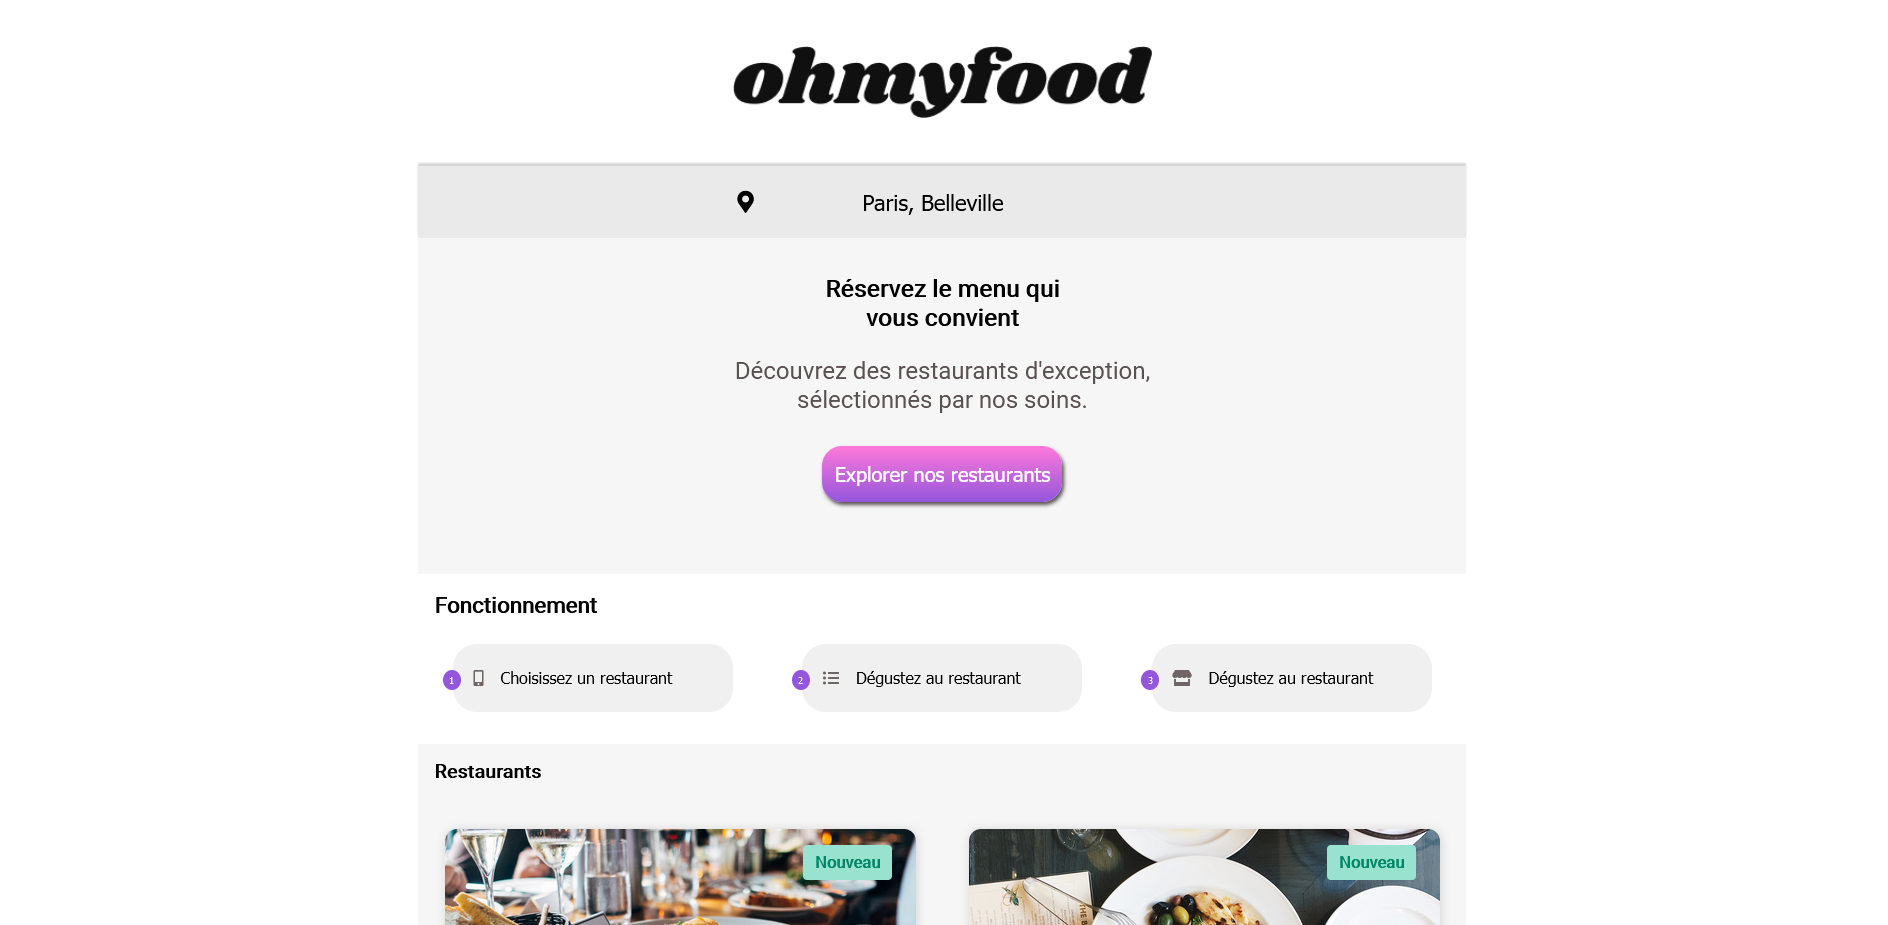 ohmyfood
Paris, Belleville
Réservez le menu qui
vous convient
Découvrez des restaurants d'exception,
sélectionnés par nos soins.
Explorer nos restaurants
Fonctionnement
1 Choisissez un restaurant
2 Dégustez au restaurant
3 Dégustez au restaurant
Restaurants
Nouveau
Nouveau